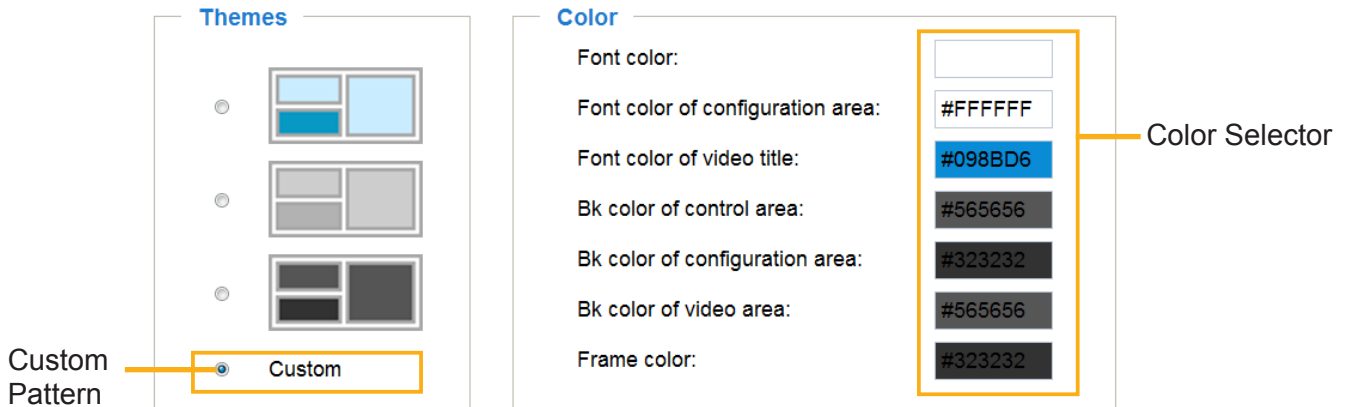 Themes
Custom
Custom
Pattern
Color
Font color:
Font color of configuration area: #FFFFFF
Font color of video title: #098BD6
Bk color of control area: #565656
Bk color of configuration area: #323232
Bk color of video area: #565656
Frame color: #323232
Color Selector